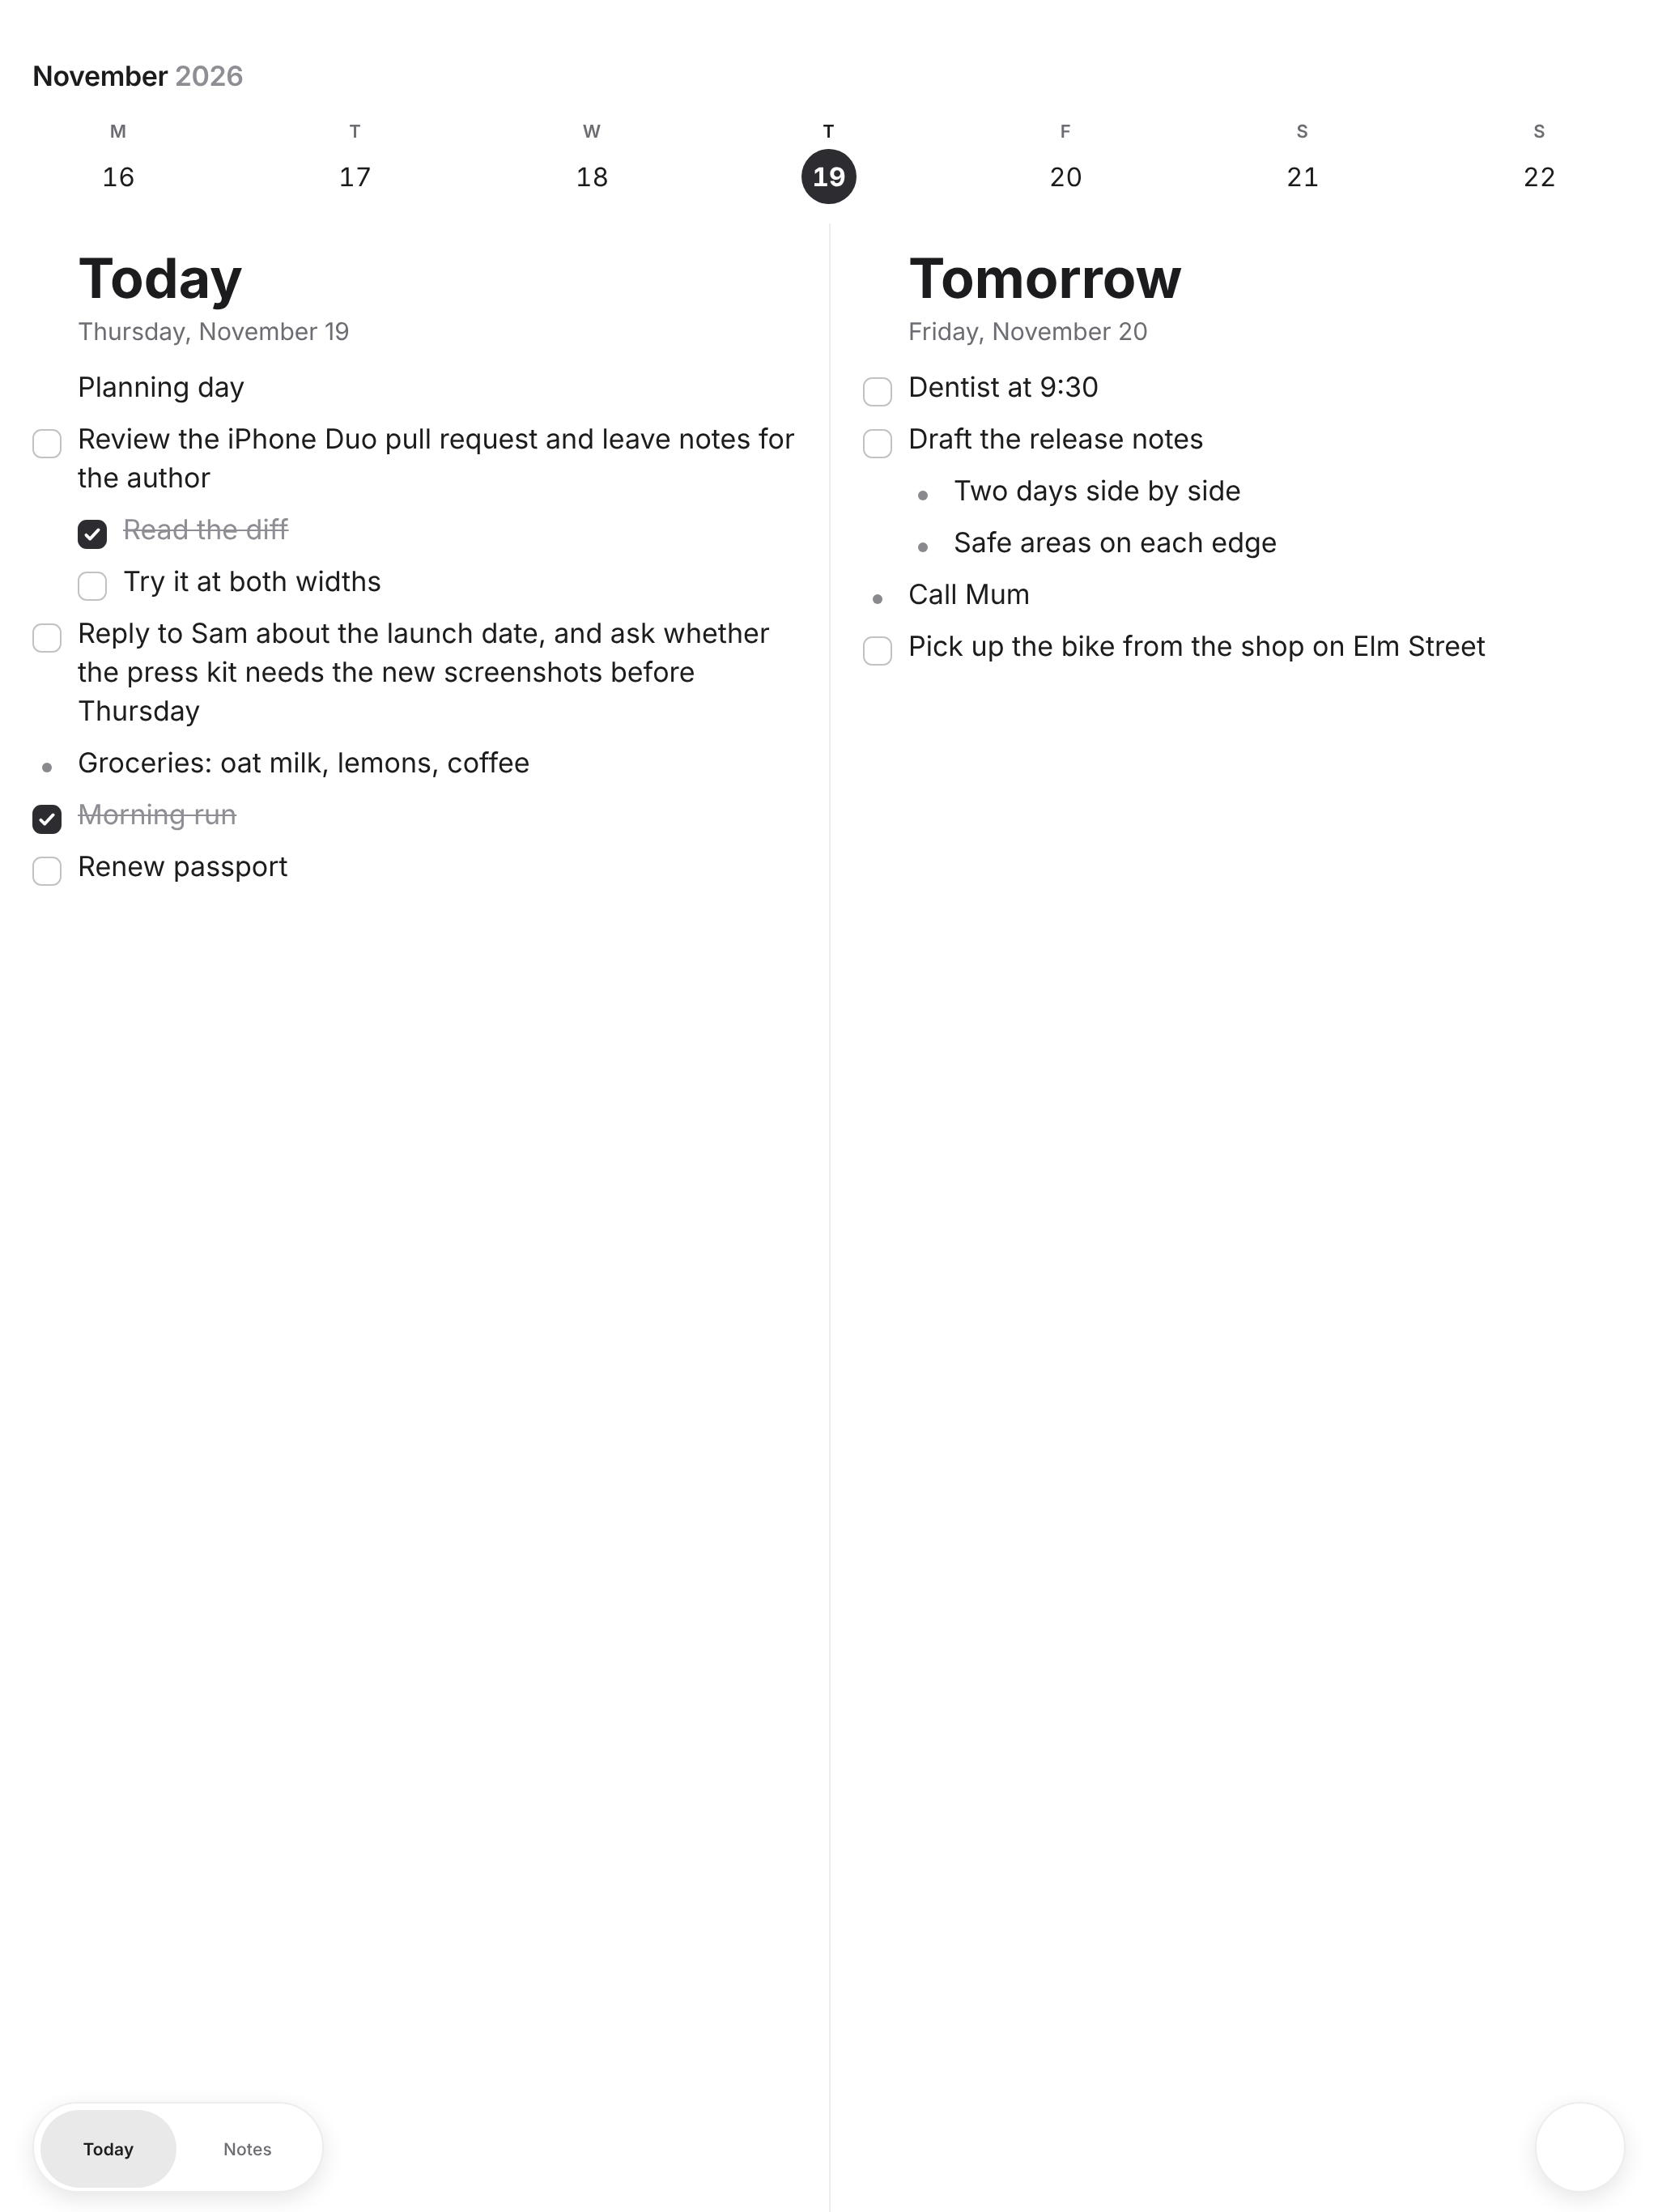 November 2026
M T W T F S S
16 17 18 19 20 21 22
Today
Thursday, November 19
Planning day
Review the iPhone Duo pull request and leave notes for
the author
Read the diff
Try it at both widths
Reply to Sam about the launch date, and ask whether
the press kit needs the new screenshots before
Thursday
Groceries: oat milk, lemons, coffee
Morning run
Renew passport
Tomorrow
Friday, November 20
Dentist at 9:30
Draft the release notes
Two days side by side
Safe areas on each edge
Call Mum
Pick up the bike from the shop on Elm Street
Today Notes